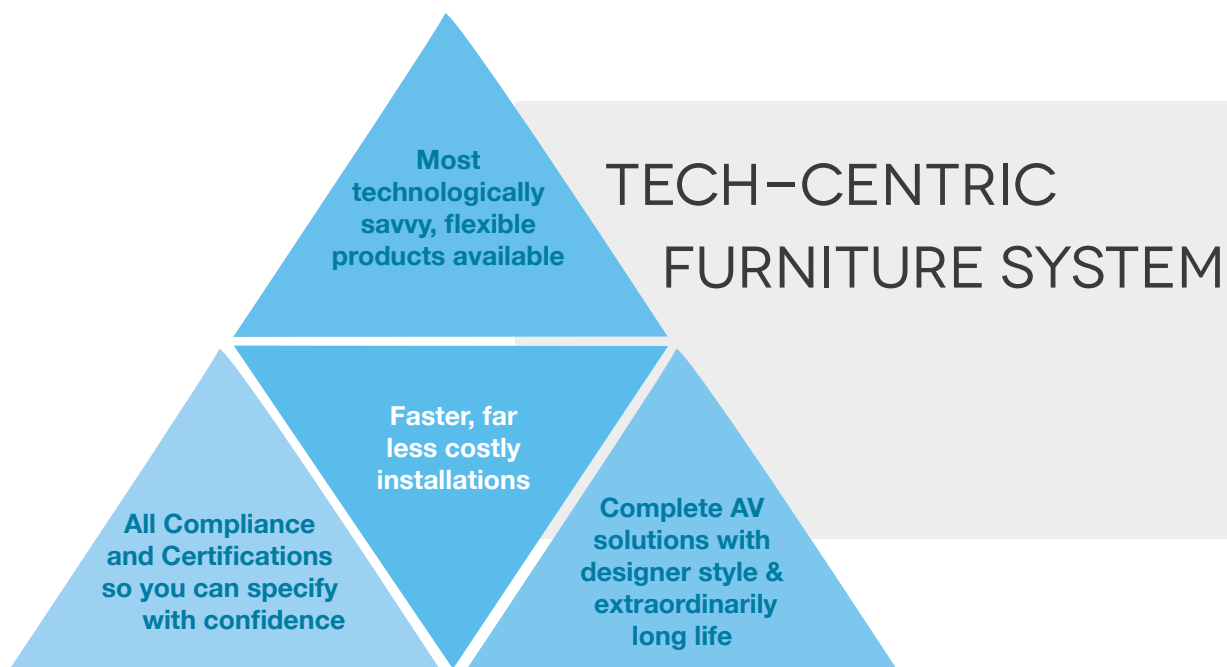 TECH–CENTRIC
FURNITURE SYSTEM
Most
technologically
savvy, flexible
products available
Faster, far
less costly
installations
All Compliance
and Certifications
so you can specify
with confidence
Complete AV
solutions with
designer style &
extraordinarily
long life